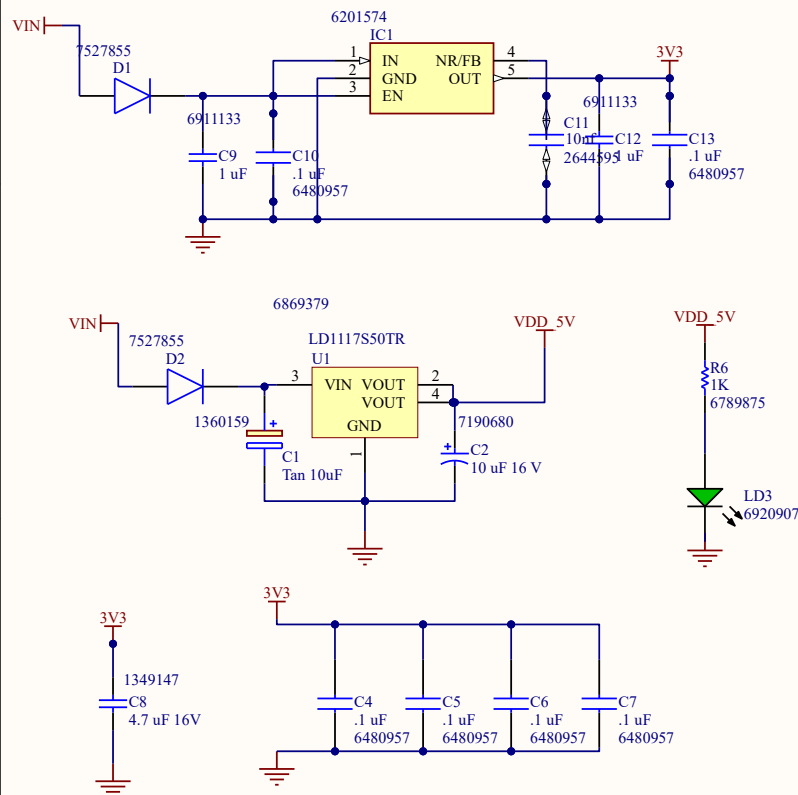 6201574
VIN
IC1
7527855
D1
1
IN
NR/FB
4
2
GND
OUT
5
3
EN
3V3
6911133
C9
1 uF
C10
.1 uF
6480957
C11
10nf
2644595
6911133
C12
1 uF
C13
.1 uF
6480957
6869379
VIN
7527855
D2
LD1117S50TR
U1
3
VIN
VOUT
2
VOUT
4
GND
1
VDD_5V
1360159
C1
Tan 10uF
7190680
C2
10 uF 16 V
VDD_5V
R6
1K
6789875
LD3
6920907
3V3
1349147
C8
4.7 uF 16V
3V3
C4
.1 uF
6480957
C5
.1 uF
6480957
C6
.1 uF
6480957
C7
.1 uF
6480957